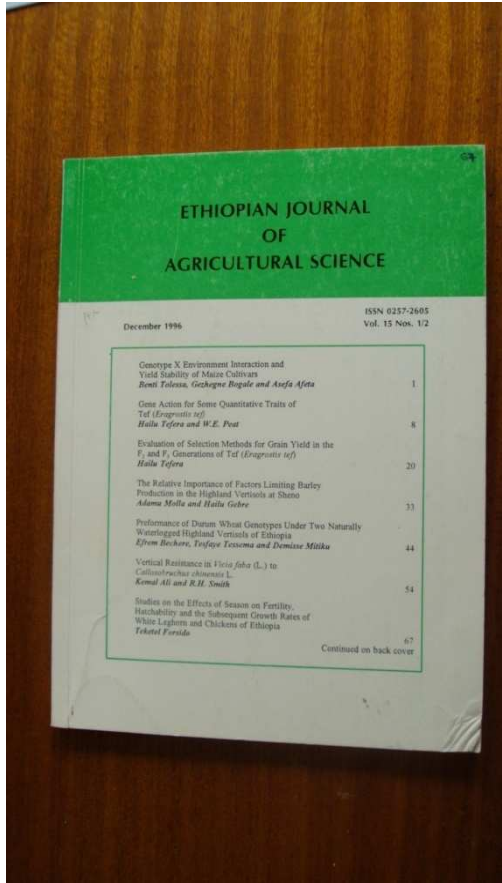 ETHIOPIAN JOURNAL
OF
AGRICULTURAL SCIENCE
ISSN 0257-2605
December 1996
Vol. 15 Nos. 1/2
Genotype X Environment Interaction and
Yield Stability of Maize Cultivars
Benti Tolessa, Gezhegne Bogale and Asefa Afeta 1
Gene Action for Some Quantitative Traits of
Tef (Eragrostis tef)
Hailu Tefera and W.E. Peat 8
Evaluation of Selection Methods for Grain Yield in the
F₂ and F₃ Generations of Tef (Eragrostis tef)
Hailu Tefera 20
The Relative Importance of Factors Limiting Barley
Production in the Highland Vertisols at Sheno
Adama Molla and Hailu Gebre 33
Preformance of Durum Wheat Genotypes Under Two Naturally
Waterlogged Highland Vertisols of Ethiopia
Efrem Bechere, Tesfaye Tessema and Demisse Mitiku 44
Vertical Resistance in Vicia faba (L.) to
Callosobruchus chinensis L.
Kemal Ali and R.H. Smith 54
Studies on the Effects of Season on Fertility,
Hatchability and the Subsequent Growth Rates of
White Leghorn and Chickens of Ethiopia
Teketel Forsido 67
Continued on back cover